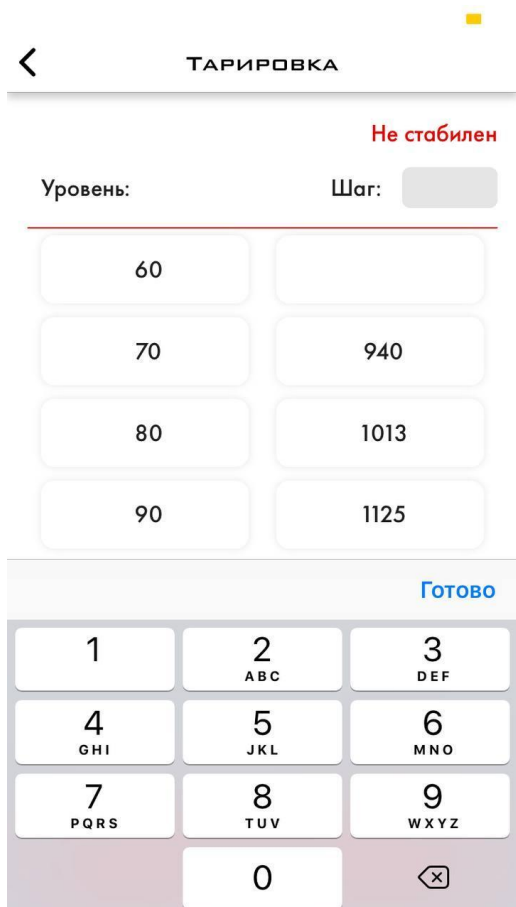 Тарировка
Не стабилен
Уровень: Шаг:
60
70 940
80 1013
90 1125
Готово
1 2 3
ABC DEF
4 5 6
GHI JKL MNO
7 8 9
PQRS TUV WXYZ
0